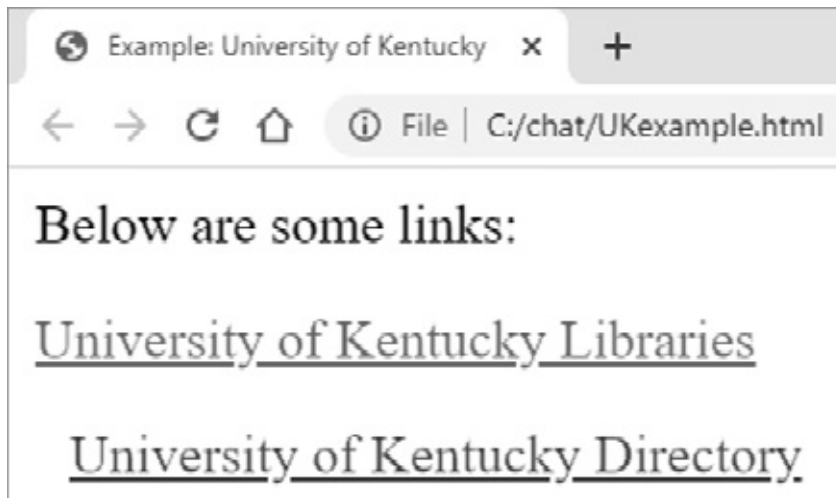 Example: University of Kentucky
File | C:/chat/UKexample.html
Below are some links:
University of Kentucky Libraries
University of Kentucky Directory